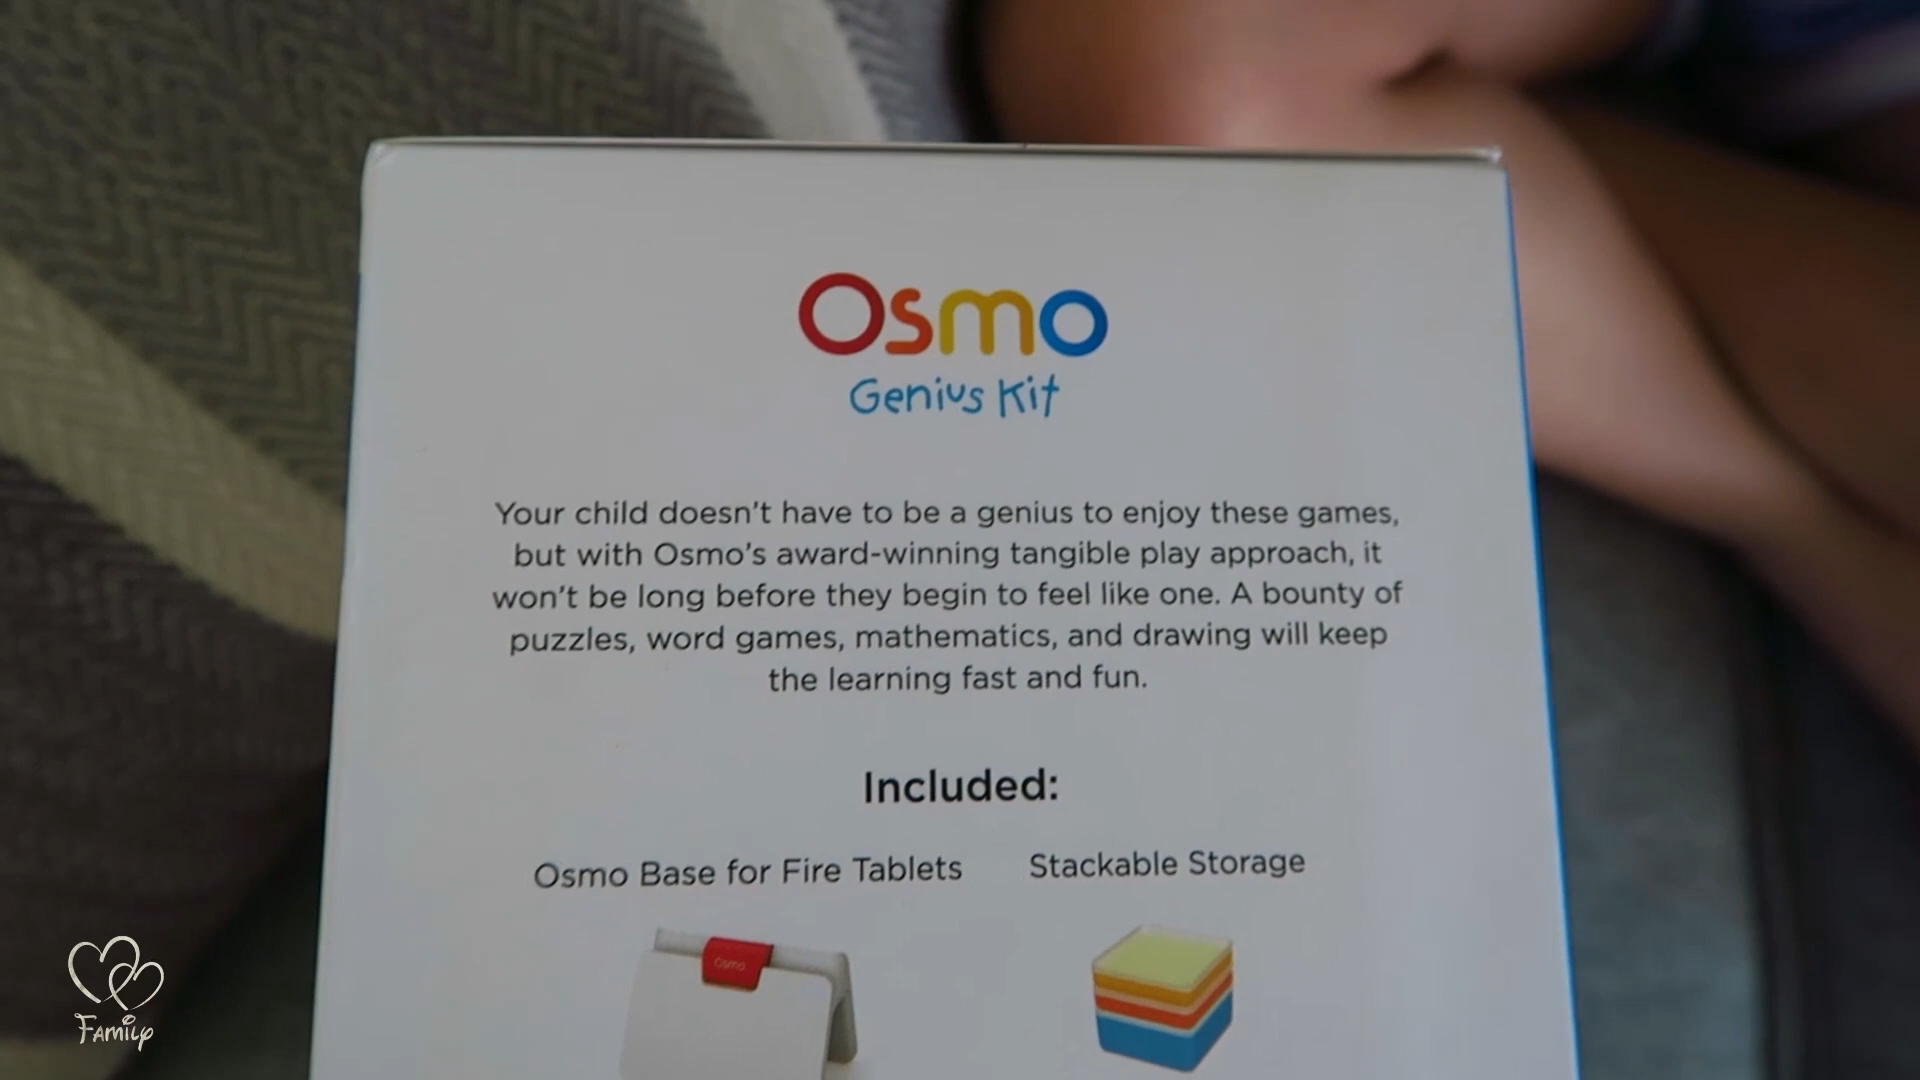 Osmo
Genius Kit
Your child doesn't have to be a genius to enjoy these games,
but with Osmo's award-winning tangible play approach, it
won't be long before they begin to feel like one. A bounty of
puzzles, word games, mathematics, and drawing will keep
the learning fast and fun.
Included:
Osmo Base for Fire Tablets
Stackable Storage
Osmo
Family